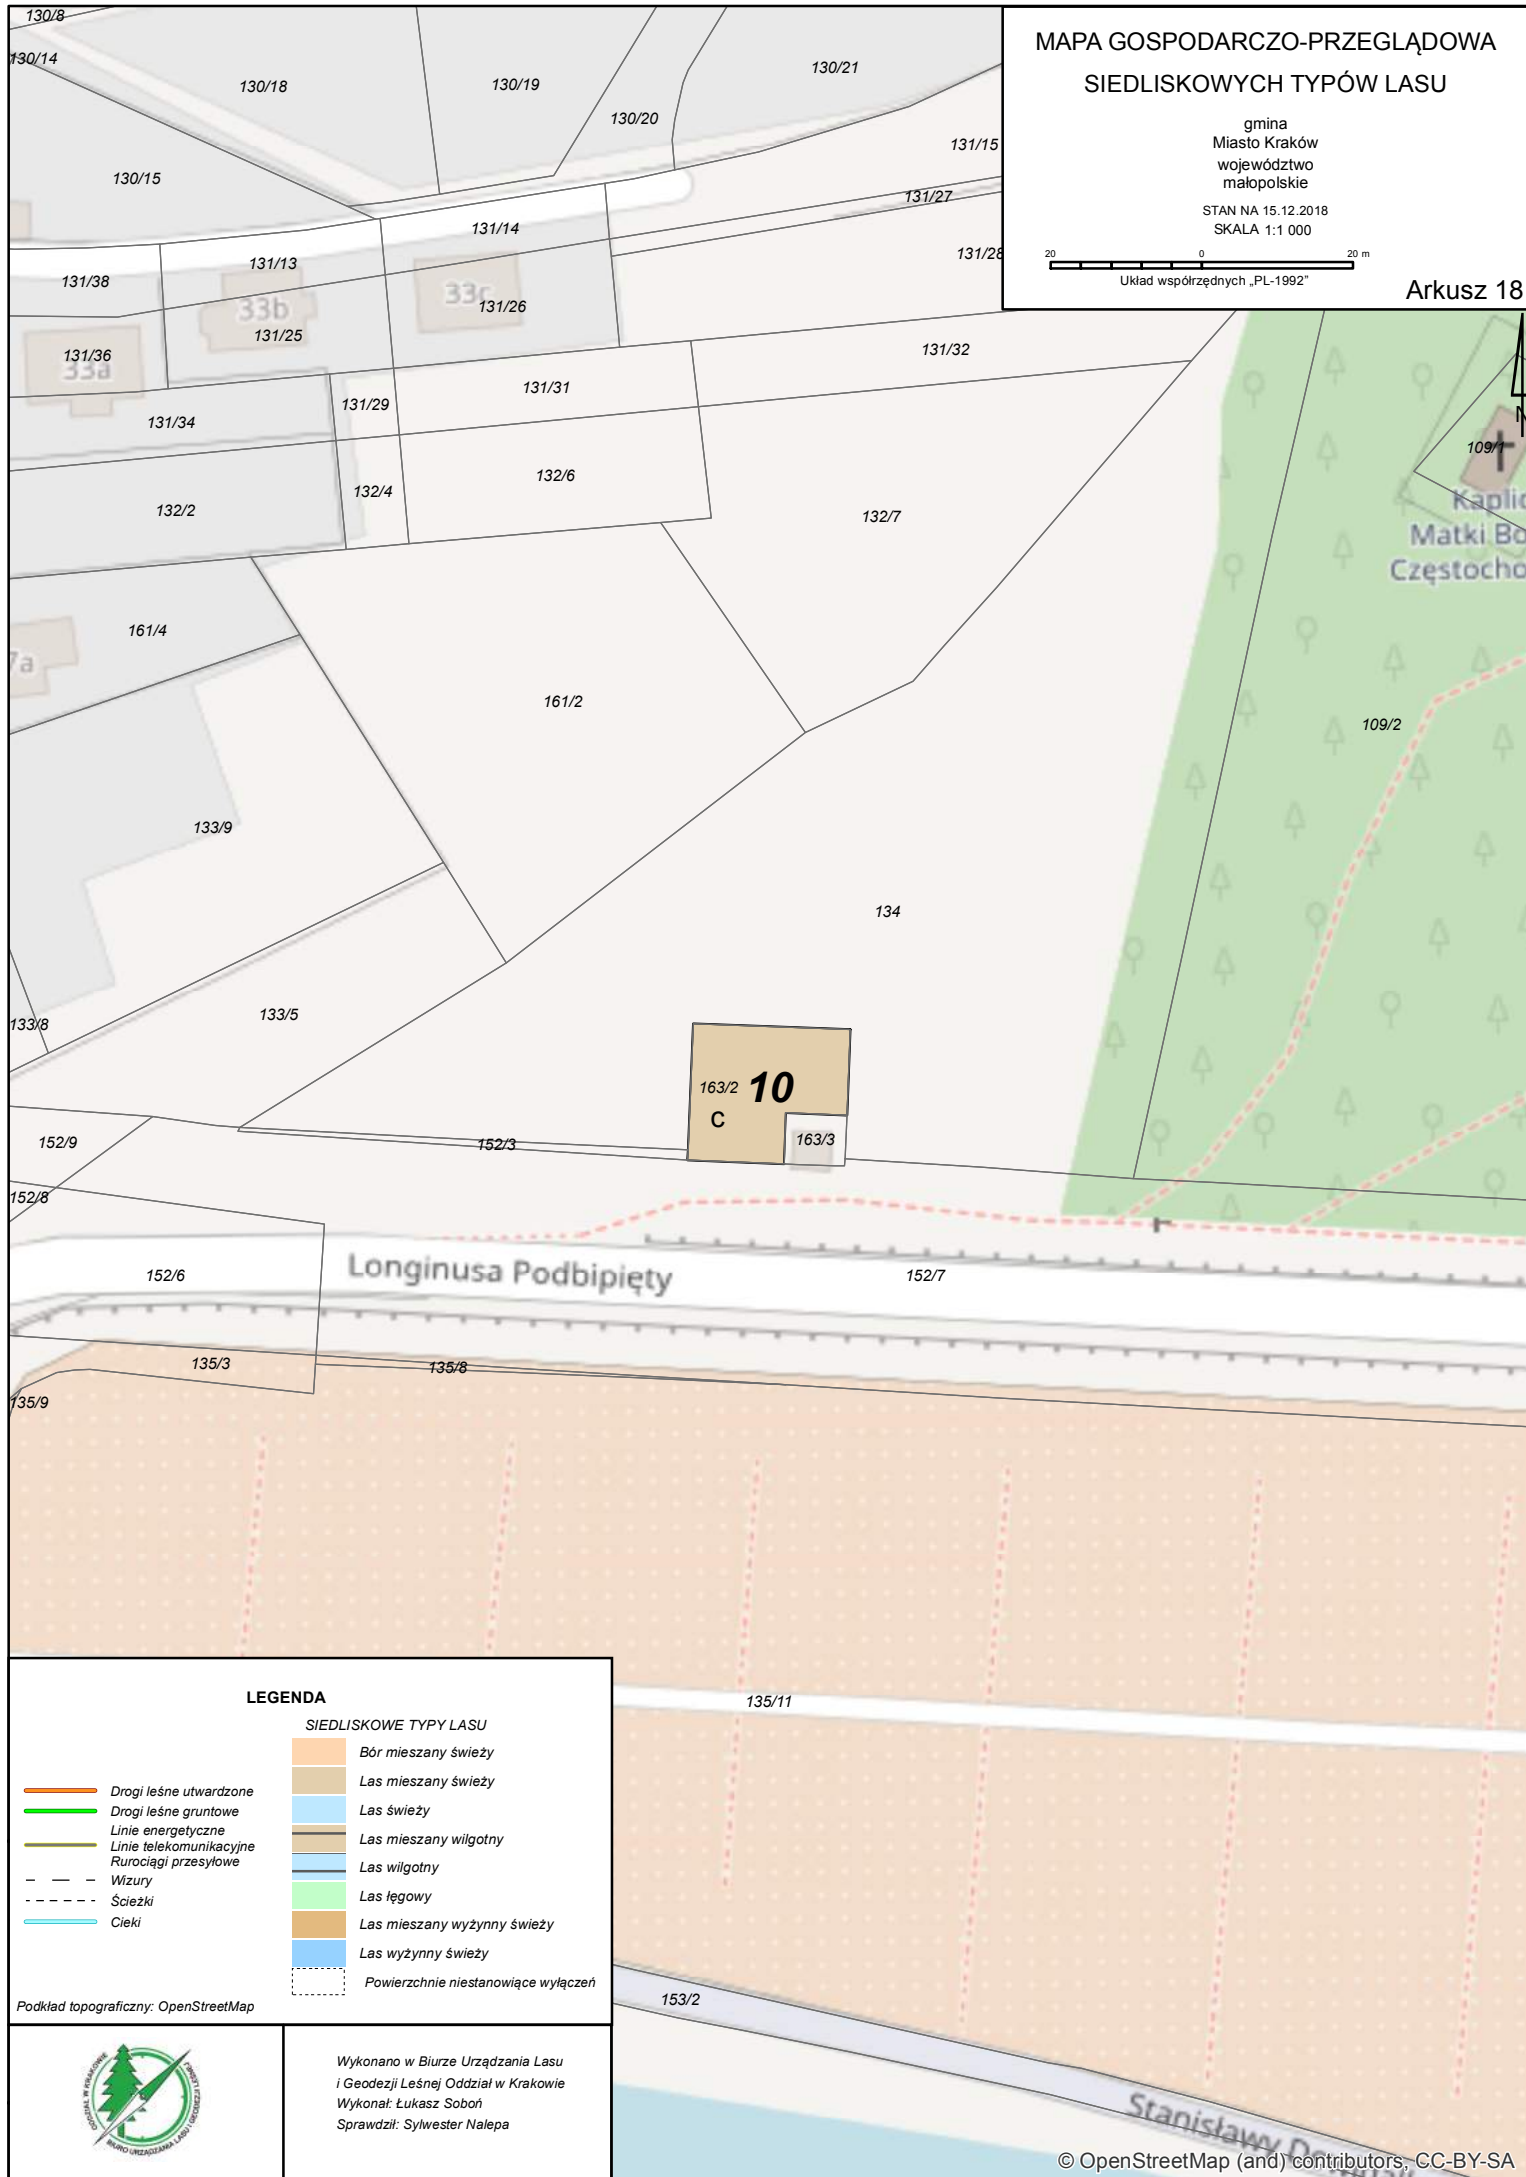 MAPA GOSPODARCZO-PRZEGLĄDOWA
SIEDLISKOWYCH TYPÓW LASU
gmina
Miasto Kraków
województwo
małopolskie
STAN NA 15.12.2018
SKALA 1:1 000
20 0 20 m
Układ współrzędnych „PL-1992”
Arkusz 18
N
130/8
130/14
130/18
130/19
130/20
130/21
130/15
131/15
131/27
131/14
131/28
131/13
131/38
33b
33c
131/26
131/25
131/36
33a
131/32
131/31
131/29
131/34
132/6
132/4
132/2
132/7
109/1
Kaplic
Matki Bo
Częstocho
161/4
7a
161/2
109/2
133/9
134
133/5
133/8
163/2 10
c
163/3
152/9
152/3
152/8
Longinusa Podbipięty
152/6
152/7
135/3
135/8
135/9
135/11
153/2
Stanisławy
LEGENDA
SIEDLISKOWE TYPY LASU
Bór mieszany świeży
Las mieszany świeży
Las świeży
Las mieszany wilgotny
Las wilgotny
Las łęgowy
Las mieszany wyżynny świeży
Las wyżynny świeży
Powierzchnie niestanowiące wyłączeń
Drogi leśne utwardzone
Drogi leśne gruntowe
Linie energetyczne
Linie telekomunikacyjne
Rurociągi przesyłowe
Wizury
Ścieżki
Cieki
Podkład topograficzny: OpenStreetMap
ODDZIAŁ W KRAKOWIE
BIURO URZĄDZANIA LASU I GEODEZJI LEŚNEJ
Wykonano w Biurze Urządzania Lasu
i Geodezji Leśnej Oddział w Krakowie
Wykonał: Łukasz Soboń
Sprawdził: Sylwester Nalepa
© OpenStreetMap (and) contributors, CC-BY-SA